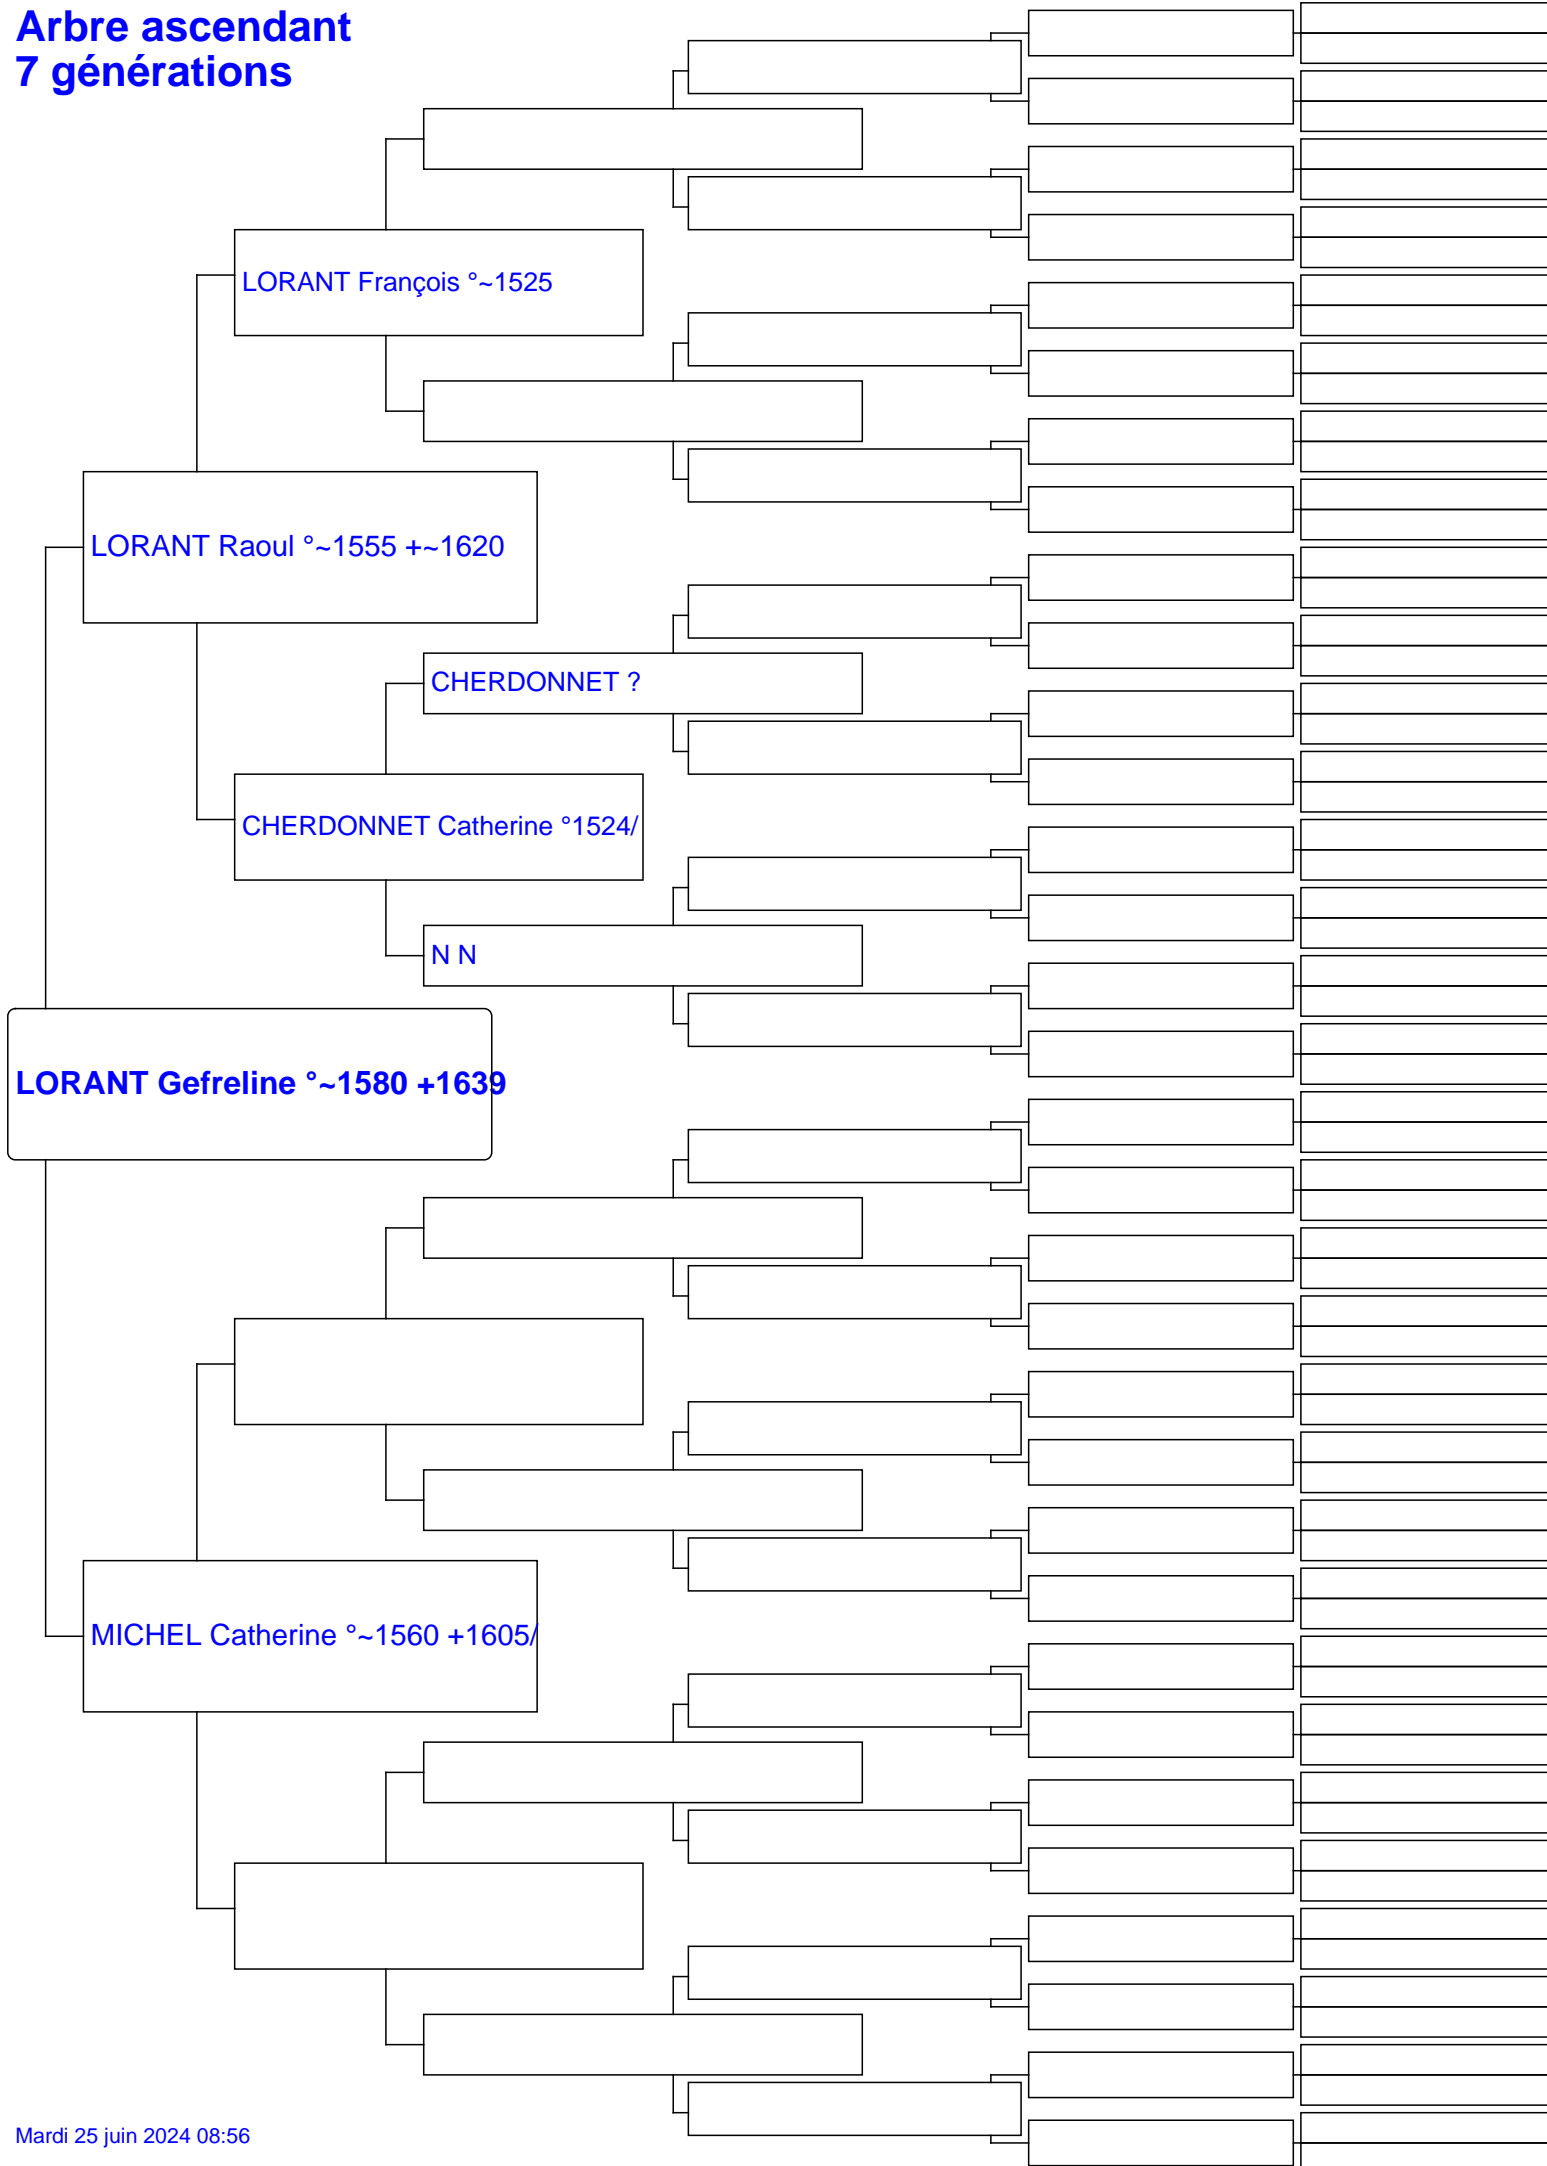 Arbre ascendant
7 générations
LORANT François °~1525
LORANT Raoul °~1555 +~1620
CHERDONNET ?
CHERDONNET Catherine °1524/
N N
LORANT Gefreline °~1580 +1639
MICHEL Catherine °~1560 +1605/
Mardi 25 juin 2024 08:56